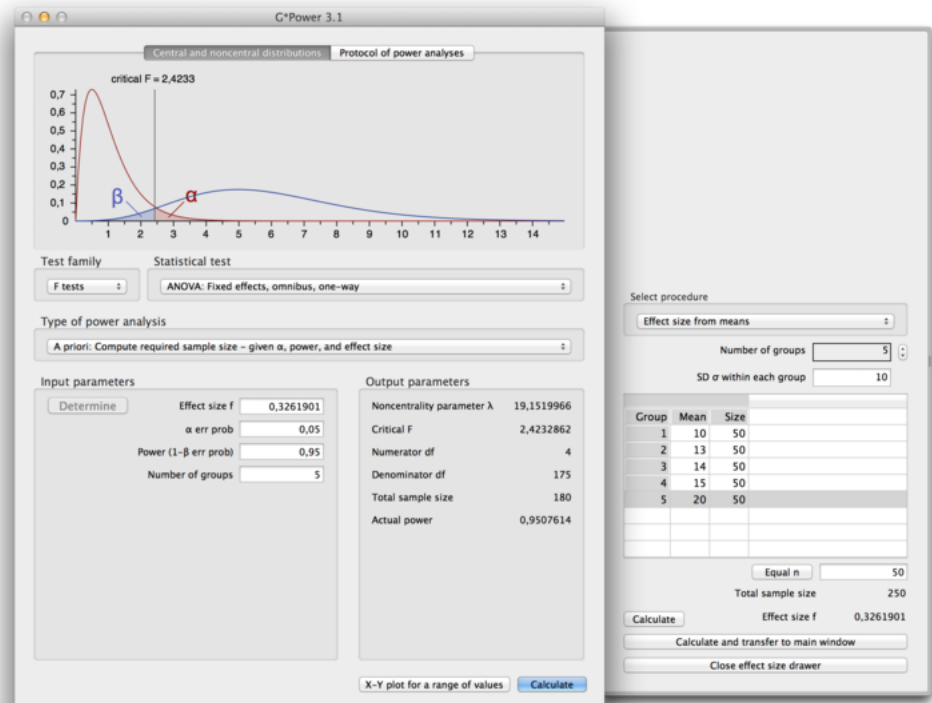 G*Power 3.1
Central and noncentral distributions Protocol of power analyses
critical F = 2,4233
0,7
0,6
0,5
0,4
0,3
0,2
0,1
0
β α
1 2 3 4 5 6 7 8 9 10 11 12 13 14
Test family Statistical test
F tests ANOVA: Fixed effects, omnibus, one-way
Type of power analysis
A priori: Compute required sample size – given α, power, and effect size
Input parameters
Determine Effect size f 0,3261901
α err prob 0,05
Power (1-β err prob) 0,95
Number of groups 5
Output parameters
Noncentrality parameter λ 19,1519966
Critical F 2,4232862
Numerator df 4
Denominator df 175
Total sample size 180
Actual power 0,9507614
X-Y plot for a range of values Calculate
Select procedure
Effect size from means
Number of groups 5
SD σ within each group 10
Group Mean Size
1 10 50
2 13 50
3 14 50
4 15 50
5 20 50
Equal n 50
Total sample size 250
Calculate Effect size f 0,3261901
Calculate and transfer to main window
Close effect size drawer